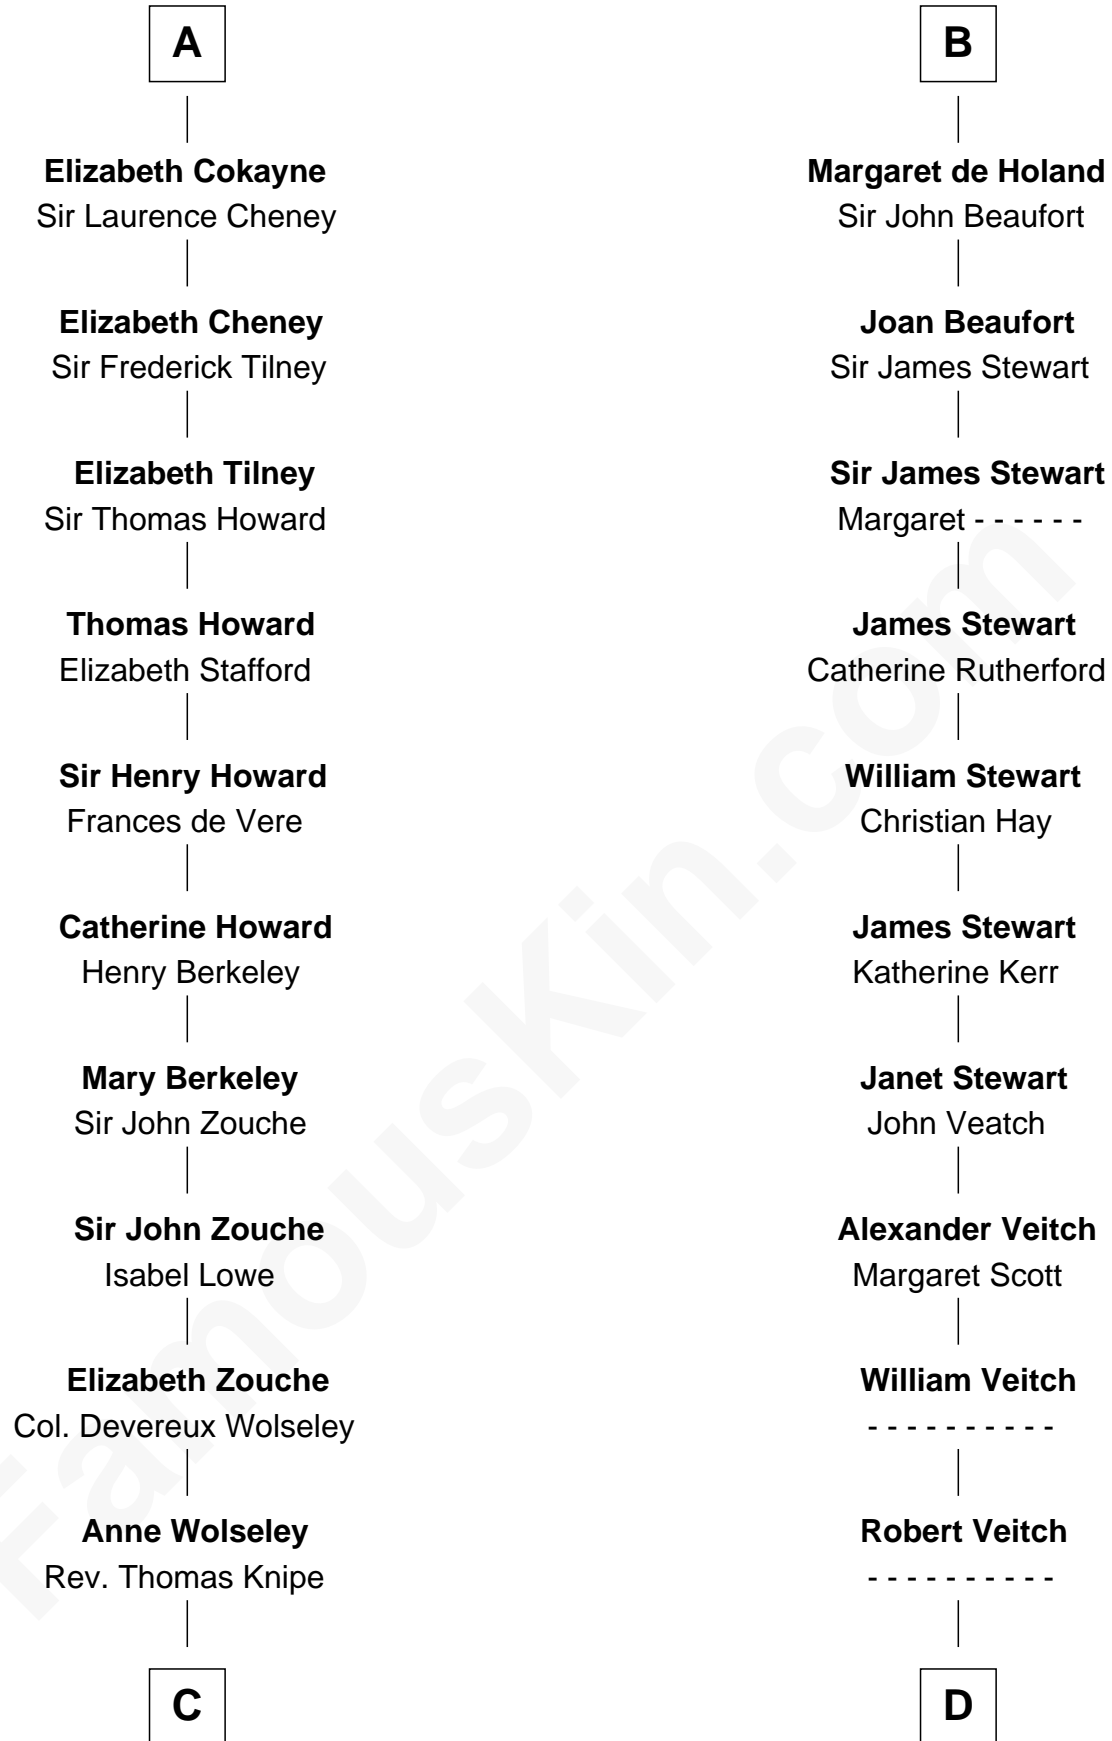 A
Elizabeth Cokayne
Sir Laurence Cheney
Elizabeth Cheney
Sir Frederick Tilney
Elizabeth Tilney
Sir Thomas Howard
Thomas Howard
Elizabeth Stafford
Sir Henry Howard
Frances de Vere
Catherine Howard
Henry Berkeley
Mary Berkeley
Sir John Zouche
Sir John Zouche
Isabel Lowe
Elizabeth Zouche
Col. Devereux Wolseley
Anne Wolseley
Rev. Thomas Knipe
C
B
Margaret de Holand
Sir John Beaufort
Joan Beaufort
Sir James Stewart
Sir James Stewart
Margaret - - - - - -
James Stewart
Catherine Rutherford
William Stewart
Christian Hay
James Stewart
Katherine Kerr
Janet Stewart
John Veatch
Alexander Veitch
Margaret Scott
William Veitch
- - - - - - - - - -
Robert Veitch
- - - - - - - - - -
D
FamousKin.com